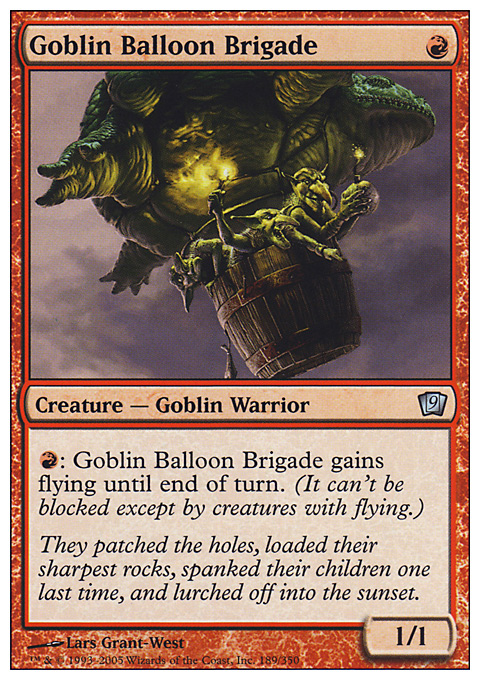 Goblin Balloon Brigade
Creature — Goblin Warrior
9
: Goblin Balloon Brigade gains
flying until end of turn. (It can't be
blocked except by creatures with flying.)
They patched the holes, loaded their
sharpest rocks, spanked their children one
last time, and lurched off into the sunset.
Lars Grant-West
1/1
™ & © 1993–2005 Wizards of the Coast, Inc. 189/350